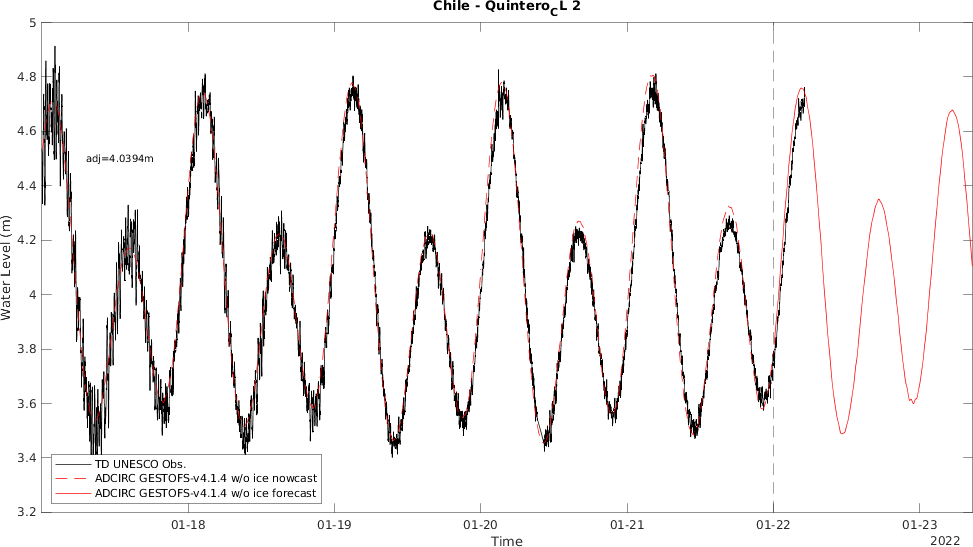 Chile - Quintero_CL 2
5
4.8
4.6
4.4
4.2
4
3.8
3.6
3.4
3.2
Water Level (m)
adj=4.0394m
TD UNESCO Obs.
ADCIRC GESTOFS-v4.1.4 w/o ice nowcast
ADCIRC GESTOFS-v4.1.4 w/o ice forecast
01-18 01-19 01-20 01-21 01-22 01-23
Time
2022